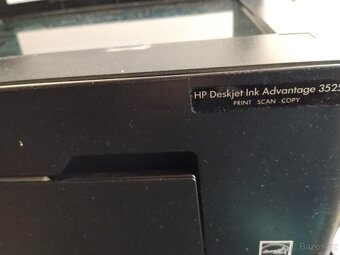 HP Deskjet Ink Advantage 3525
PRINT SCAN COPY